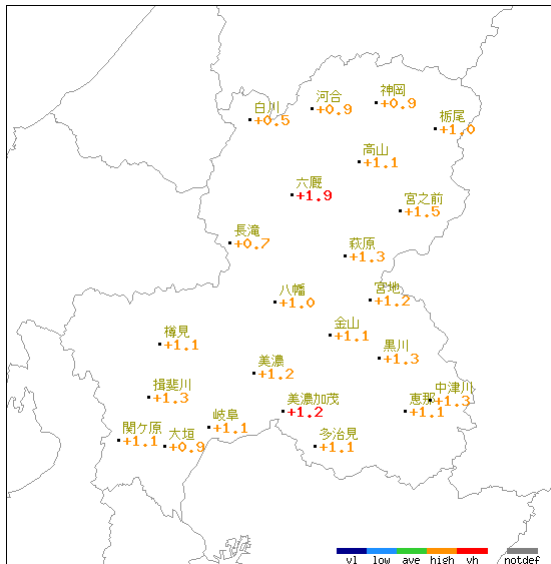 神岡
+0.9
河合
+0.9
白川
+0.5
栃尾
+1.0
高山
+1.1
六厩
+1.9
宮之前
+1.5
長滝
+0.7
萩原
+1.3
八幡
+1.0
宮地
+1.2
金山
+1.1
樽見
+1.1
黒川
+1.3
美濃
+1.2
揖斐川
+1.3
中津川
+1.3
美濃加茂
+1.2
恵那
+1.1
岐阜
+1.1
関ケ原
+1.1
大垣
+0.9
多治見
+1.1
vl low ave high vh notdef